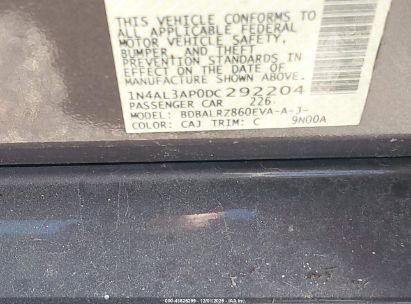 THIS VEHICLE CONFORMS TO
ALL APPLICABLE FEDERAL
MOTOR VEHICLE SAFETY,
BUMPER, AND THEFT
PREVENTION STANDARDS IN
EFFECT ON THE DATE OF
MANUFACTURE SHOWN ABOVE.
1N4AL3AP0DC292204
PASSENGER CAR 226
MODEL: BDBALRZ860EVA-A-J-
COLOR: CAJ TRIM: C 9N00A